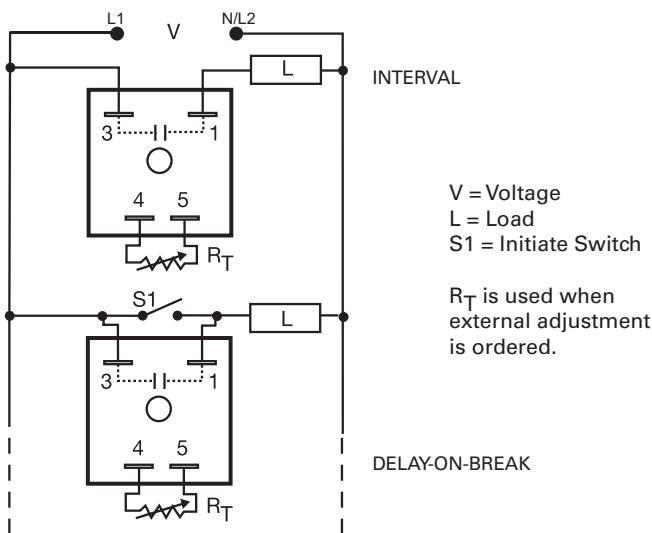 L1
V
N/L2
L
INTERVAL
3
1
4
5
RT
V = Voltage
L = Load
S1 = Initiate Switch
RT is used when
external adjustment
is ordered.
S1
L
3
1
4
5
RT
DELAY-ON-BREAK